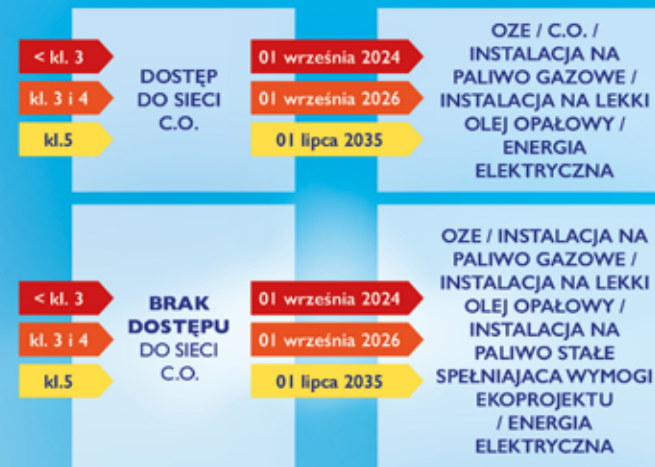 < kl. 3
kl. 3 i 4
kl.5
DOSTĘP
DO SIECI
C.O.
01 września 2024
01 września 2026
01 lipca 2035
OZE / C.O. /
INSTALACJA NA
PALIWO GAZOWE /
INSTALACJA NA LEKKI
OLEJ OPAŁOWY /
ENERGIA
ELEKTRYCZNA
< kl. 3
kl. 3 i 4
kl.5
BRAK
DOSTĘPU
DO SIECI
C.O.
01 września 2024
01 września 2026
01 lipca 2035
OZE / INSTALACJA NA
PALIWO GAZOWE /
INSTALACJA NA LEKKI
OLEJ OPAŁOWY /
INSTALACJA NA
PALIWO STAŁE
SPEŁNIAJACA WYMOGI
EKOPROJEKTU
/ ENERGIA
ELEKTRYCZNA